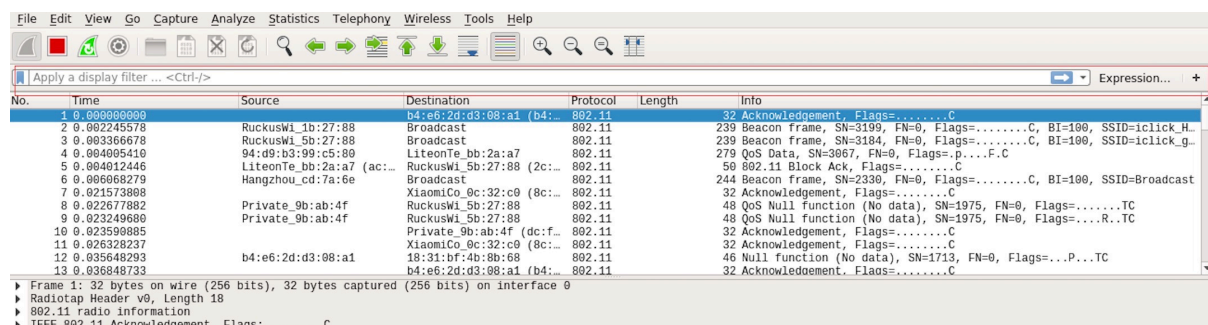 File Edit View Go Capture Analyze Statistics Telephony Wireless Tools Help
Apply a display filter ... <Ctrl-/> Expression... +
No. Time Source Destination Protocol Length Info
1 0.000000000 b4:e6:2d:d3:08:a1 (b4:… 802.11 32 Acknowledgement, Flags=........C
2 0.002245578 RuckusWi_1b:27:88 Broadcast 802.11 239 Beacon frame, SN=3199, FN=0, Flags=........C, BI=100, SSID=iclick_H…
3 0.003366678 RuckusWi_5b:27:88 Broadcast 802.11 239 Beacon frame, SN=3184, FN=0, Flags=........C, BI=100, SSID=iclick_g…
4 0.004005410 94:d9:b3:99:c5:80 LiteonTe_bb:2a:a7 802.11 279 QoS Data, SN=3067, FN=0, Flags=.p....F.C
5 0.004012446 LiteonTe_bb:2a:a7 (ac:… RuckusWi_5b:27:88 (2c:… 802.11 50 802.11 Block Ack, Flags=........C
6 0.006068279 Hangzhou_cd:7a:6e Broadcast 802.11 244 Beacon frame, SN=2330, FN=0, Flags=........C, BI=100, SSID=Broadcast
7 0.021573808 XiaomiCo_0c:32:c0 (8c:… 802.11 32 Acknowledgement, Flags=........C
8 0.022677882 Private_9b:ab:4f RuckusWi_5b:27:88 802.11 48 QoS Null function (No data), SN=1975, FN=0, Flags=.......TC
9 0.023249680 Private_9b:ab:4f RuckusWi_5b:27:88 802.11 48 QoS Null function (No data), SN=1975, FN=0, Flags=....R..TC
10 0.023590885 Private_9b:ab:4f (dc:f… 802.11 32 Acknowledgement, Flags=........C
11 0.026328237 XiaomiCo_0c:32:c0 (8c:… 802.11 32 Acknowledgement, Flags=........C
12 0.035648293 b4:e6:2d:d3:08:a1 18:31:bf:4b:8b:68 802.11 46 Null function (No data), SN=1713, FN=0, Flags=...P...TC
13 0.036848733 b4:e6:2d:d3:08:a1 (b4:… 802.11 32 Acknowledgement, Flags=........C
Frame 1: 32 bytes on wire (256 bits), 32 bytes captured (256 bits) on interface 0
Radiotap Header v0, Length 18
802.11 radio information
IEEE 802.11 Acknowledgement, Flags: ........C